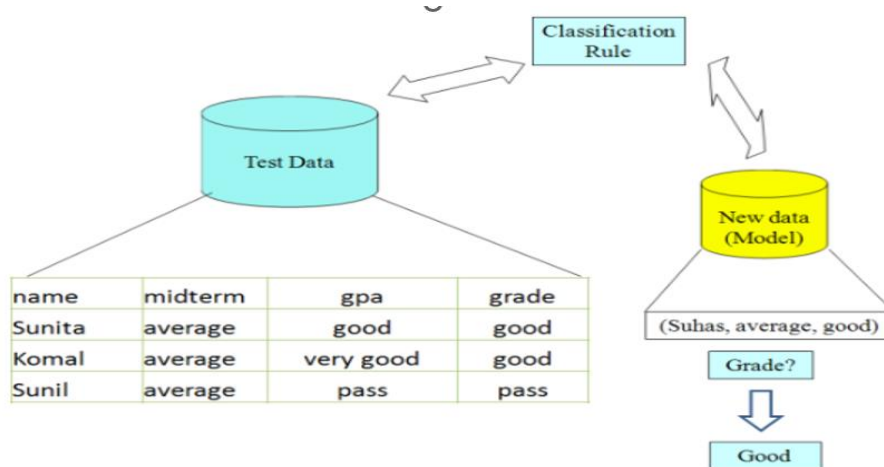 Classification
Rule
Test Data
New data
(Model)
name midterm gpa grade
Sunita average good good
Komal average very good good
Sunil average pass pass
(Suhas, average, good)
Grade?
Good